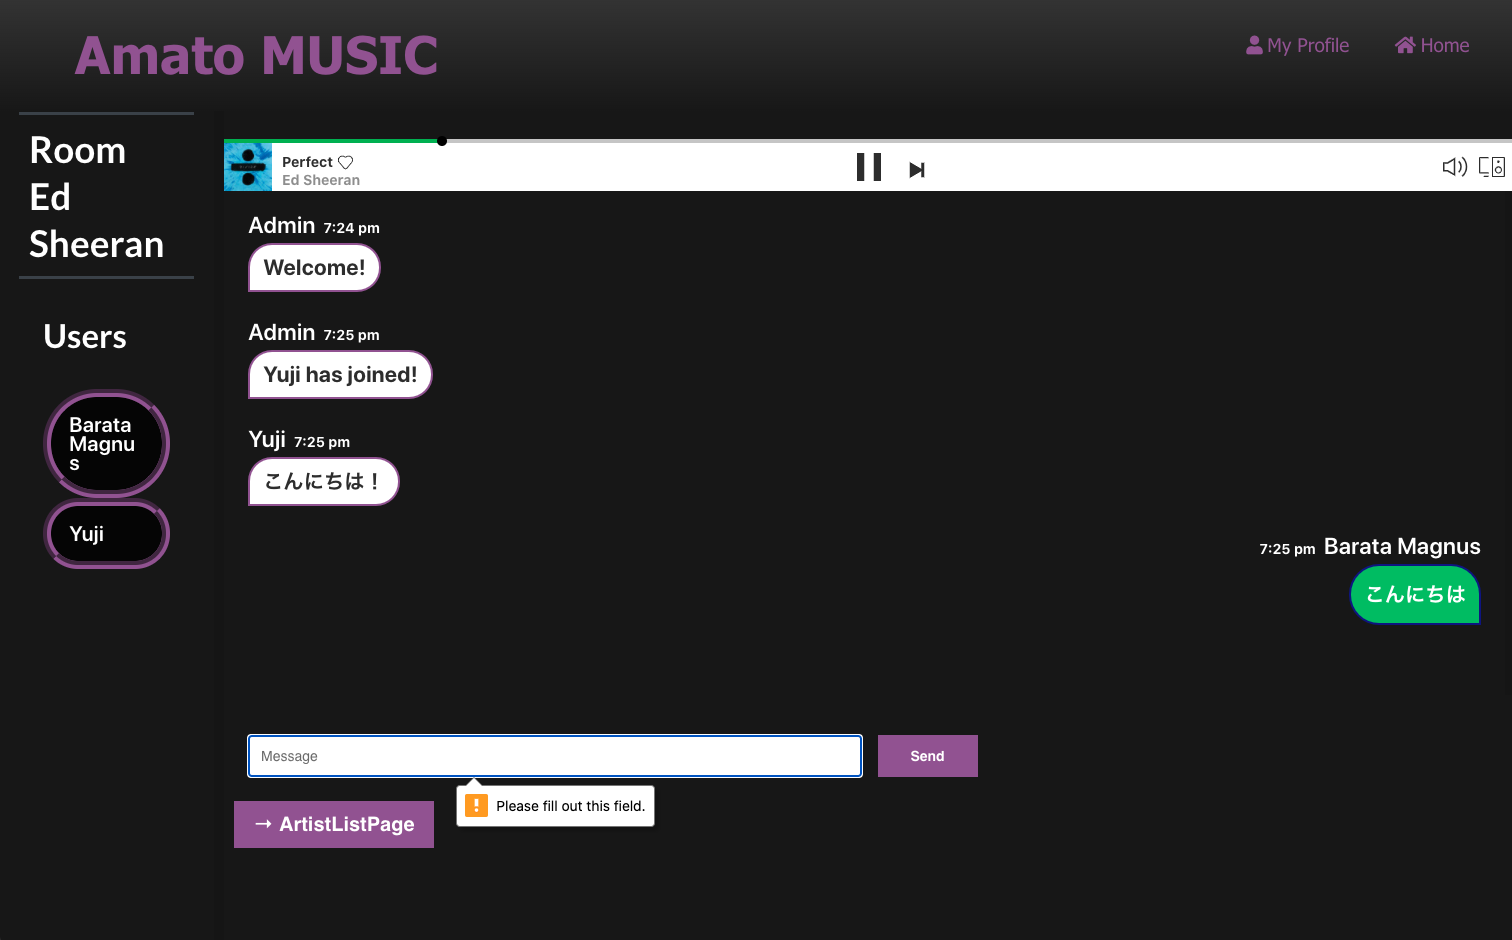 Amato MUSIC
My Profile
Home
Room
Ed
Sheeran
Users
Barata
Magnu
s
Yuji
Perfect
Ed Sheeran
Admin 7:24 pm
Welcome!
Admin 7:25 pm
Yuji has joined!
Yuji 7:25 pm
こんにちは！
7:25 pm Barata Magnus
こんにちは
Message
Send
Please fill out this field.
→ ArtistListPage